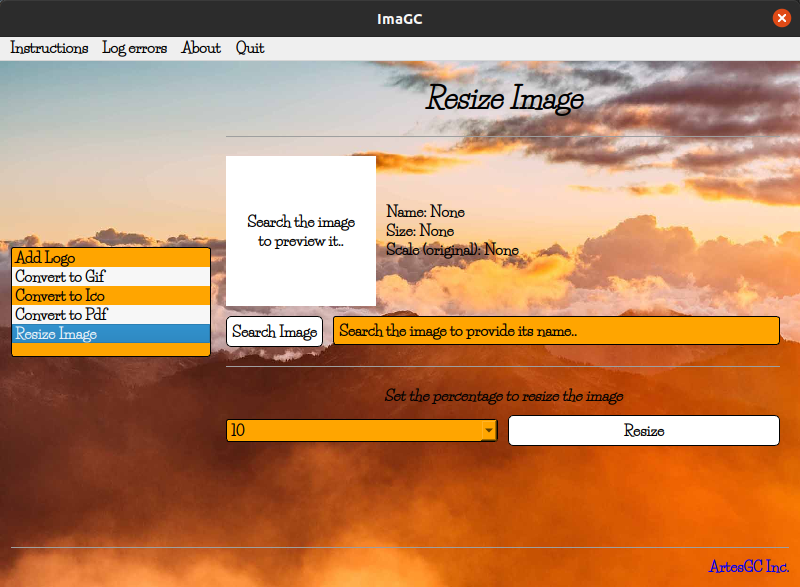 ImaGC
Instructions Log errors About Quit
Resize Image
Search the image
to preview it..
Name: None
Size: None
Scale (original): None
Add Logo
Convert to Gif
Convert to Ico
Convert to Pdf
Resize Image
Search Image
Search the image to provide its name..
Set the percentage to resize the image
10
Resize
ArtesGC Inc.